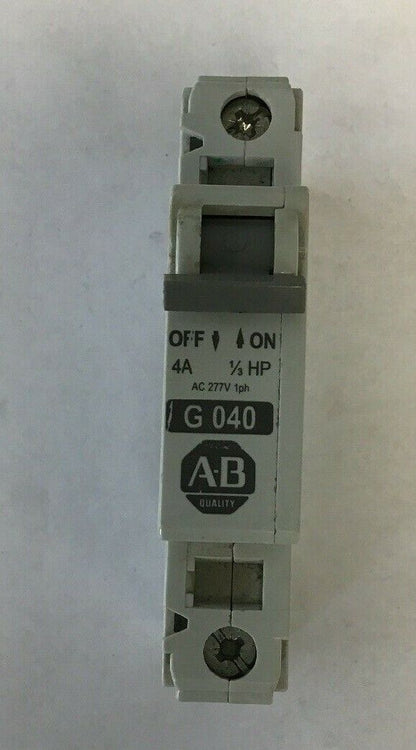 OFF ON
4A ⅓ HP
AC 277V 1ph
G 040
A-B
QUALITY